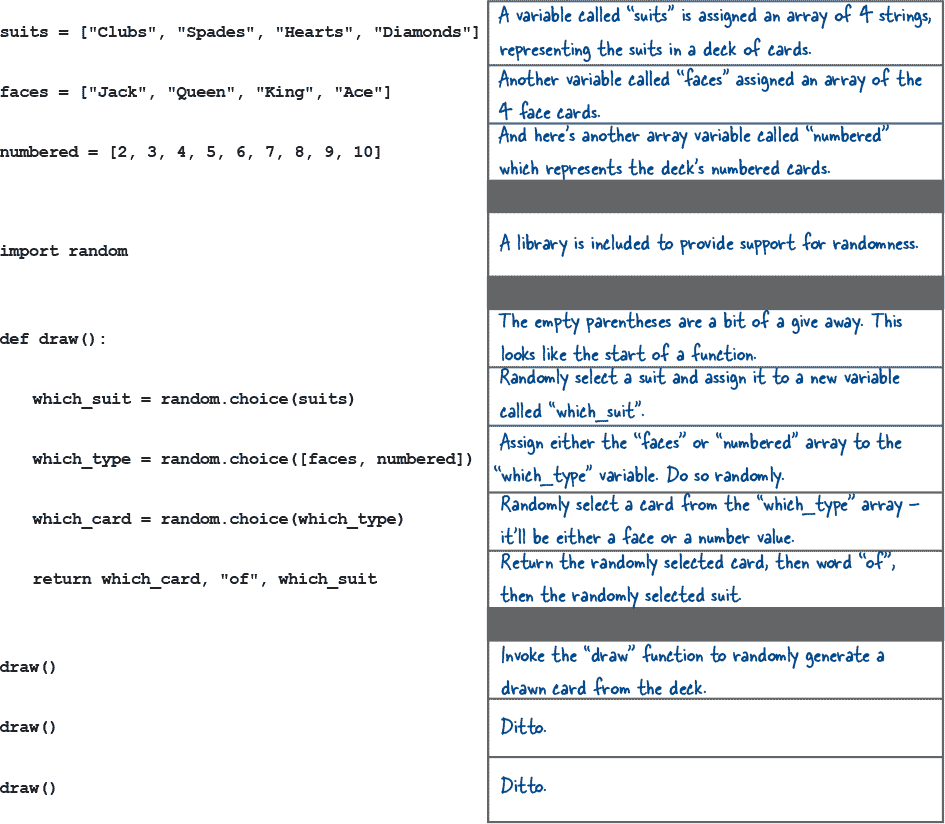 suits = ["Clubs", "Spades", "Hearts", "Diamonds"]
A variable called “suits” is assigned an array of 4 strings,
representing the suits in a deck of cards.
faces = ["Jack", "Queen", "King", "Ace"]
Another variable called “faces” assigned an array of the
4 face cards.
numbered = [2, 3, 4, 5, 6, 7, 8, 9, 10]
And here’s another array variable called “numbered”
which represents the deck’s numbered cards.
import random
A library is included to provide support for randomness.
def draw():
The empty parentheses are a bit of a give away. This
looks like the start of a function.
which_suit = random.choice(suits)
Randomly select a suit and assign it to a new variable
called “which_suit”.
which_type = random.choice([faces, numbered])
Assign either the “faces” or “numbered” array to the
“which_type” variable. Do so randomly.
which_card = random.choice(which_type)
Randomly select a card from the “which_type” array –
it’ll be either a face or a number value.
return which_card, "of", which_suit
Return the randomly selected card, then word “of”,
then the randomly selected suit.
draw()
Invoke the “draw” function to randomly generate a
drawn card from the deck.
draw()
Ditto.
draw()
Ditto.